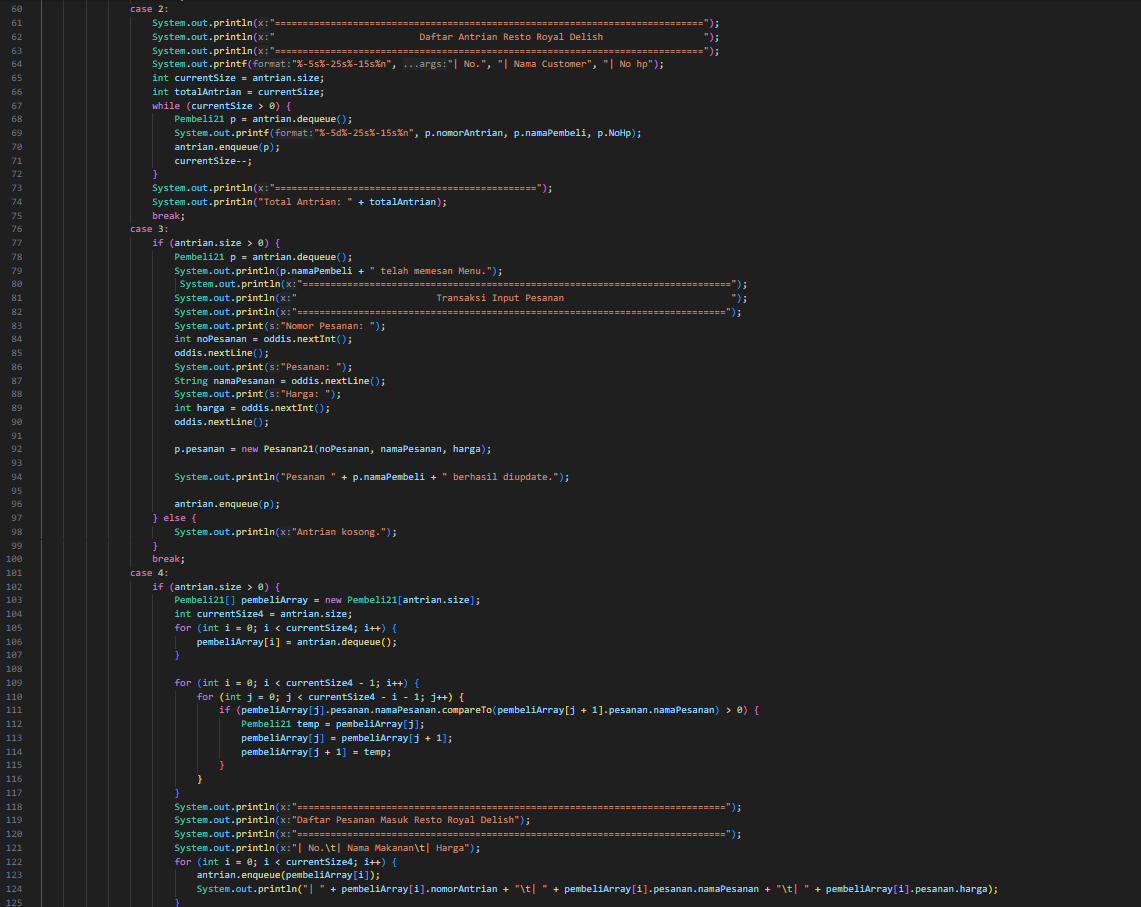 60 case 2:
61 System.out.println(x:"=============================================================================");
62 System.out.println(x:"                          Daftar Antrian Resto Royal Delish                  ");
63 System.out.println(x:"=============================================================================");
64 System.out.printf(format:"%-5s%-25s%-15s%n", ...args:"| No.", "| Nama Customer", "| No hp");
65 int currentSize = antrian.size;
66 int totalAntrian = currentSize;
67 while (currentSize > 0) {
68 Pembeli21 p = antrian.dequeue();
69 System.out.printf(format:"%-5d%-25s%-15s%n", p.nomorAntrian, p.namaPembeli, p.NoHp);
70 antrian.enqueue(p);
71 currentSize--;
72 }
73 System.out.println(x:"===============================================");
74 System.out.println("Total Antrian: " + totalAntrian);
75 break;
76 case 3:
77 if (antrian.size > 0) {
78 Pembeli21 p = antrian.dequeue();
79 System.out.println(p.namaPembeli + " telah memesan Menu.");
80 System.out.println(x:"=============================================================================");
81 System.out.println(x:"                         Transaksi Input Pesanan                              ");
82 System.out.println(x:"=============================================================================");
83 System.out.print(s:"Nomor Pesanan: ");
84 int noPesanan = oddis.nextInt();
85 oddis.nextLine();
86 System.out.print(s:"Pesanan: ");
87 String namaPesanan = oddis.nextLine();
88 System.out.print(s:"Harga: ");
89 int harga = oddis.nextInt();
90 oddis.nextLine();
91
92 p.pesanan = new Pesanan21(noPesanan, namaPesanan, harga);
93
94 System.out.println("Pesanan " + p.namaPembeli + " berhasil diupdate.");
95
96 antrian.enqueue(p);
97 } else {
98 System.out.println(x:"Antrian kosong.");
99 }
100 break;
101 case 4:
102 if (antrian.size > 0) {
103 Pembeli21[] pembeliArray = new Pembeli21[antrian.size];
104 int currentSize4 = antrian.size;
105 for (int i = 0; i < currentSize4; i++) {
106 pembeliArray[i] = antrian.dequeue();
107 }
108
109 for (int i = 0; i < currentSize4 - 1; i++) {
110 for (int j = 0; j < currentSize4 - i - 1; j++) {
111 if (pembeliArray[j].pesanan.namaPesanan.compareTo(pembeliArray[j + 1].pesanan.namaPesanan) > 0) {
112 Pembeli21 temp = pembeliArray[j];
113 pembeliArray[j] = pembeliArray[j + 1];
114 pembeliArray[j + 1] = temp;
115 }
116 }
117 }
118 System.out.println(x:"=============================================================================");
119 System.out.println(x:"Daftar Pesanan Masuk Resto Royal Delish");
120 System.out.println(x:"=============================================================================");
121 System.out.println(x:"| No.\t| Nama Makanan\t| Harga");
122 for (int i = 0; i < currentSize4; i++) {
123 antrian.enqueue(pembeliArray[i]);
124 System.out.println("| " + pembeliArray[i].nomorAntrian + "\t| " + pembeliArray[i].pesanan.namaPesanan + "\t| " + pembeliArray[i].pesanan.harga);
125 }